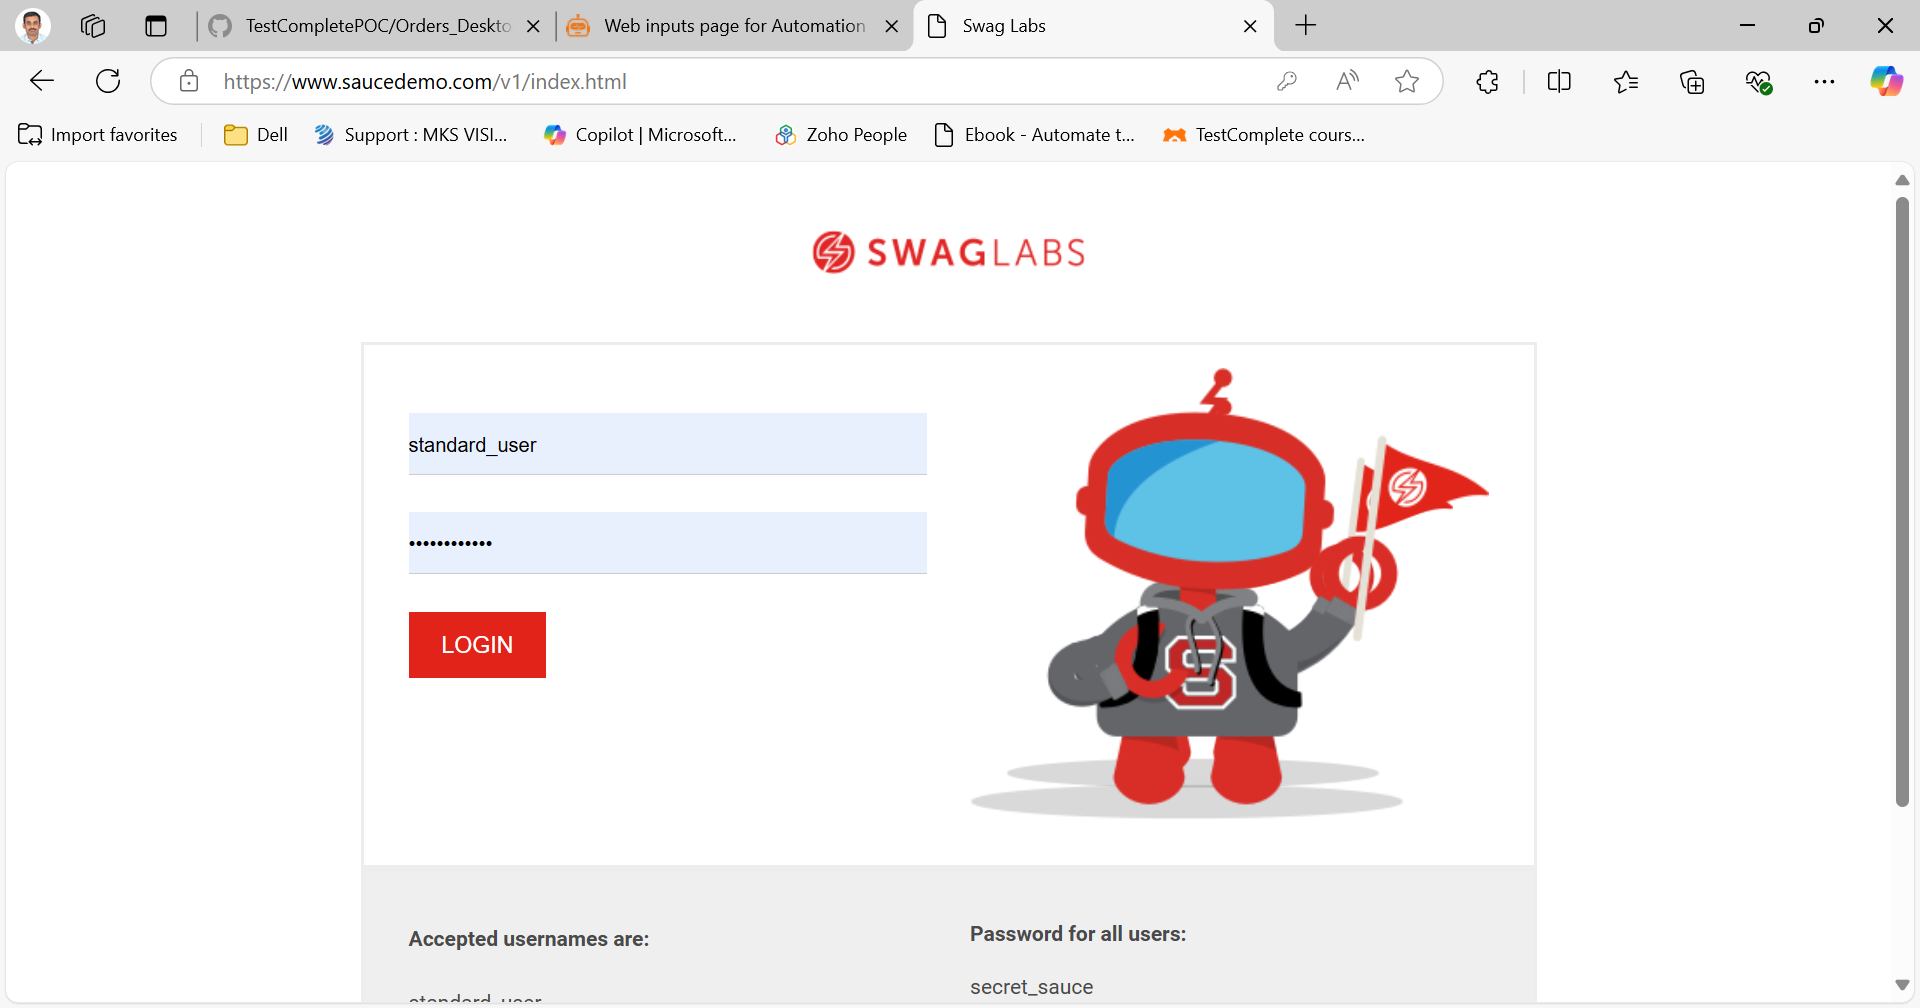 TestCompletePOC/Orders_Deskto
Web inputs page for Automation
Swag Labs
https://www.saucedemo.com/v1/index.html
Import favorites
Dell
Support : MKS VISI...
Copilot | Microsoft...
Zoho People
Ebook - Automate t...
TestComplete cours...
SWAGLABS
standard_user
••••••••••••
LOGIN
S
Accepted usernames are:
standard_user
Password for all users:
secret_sauce